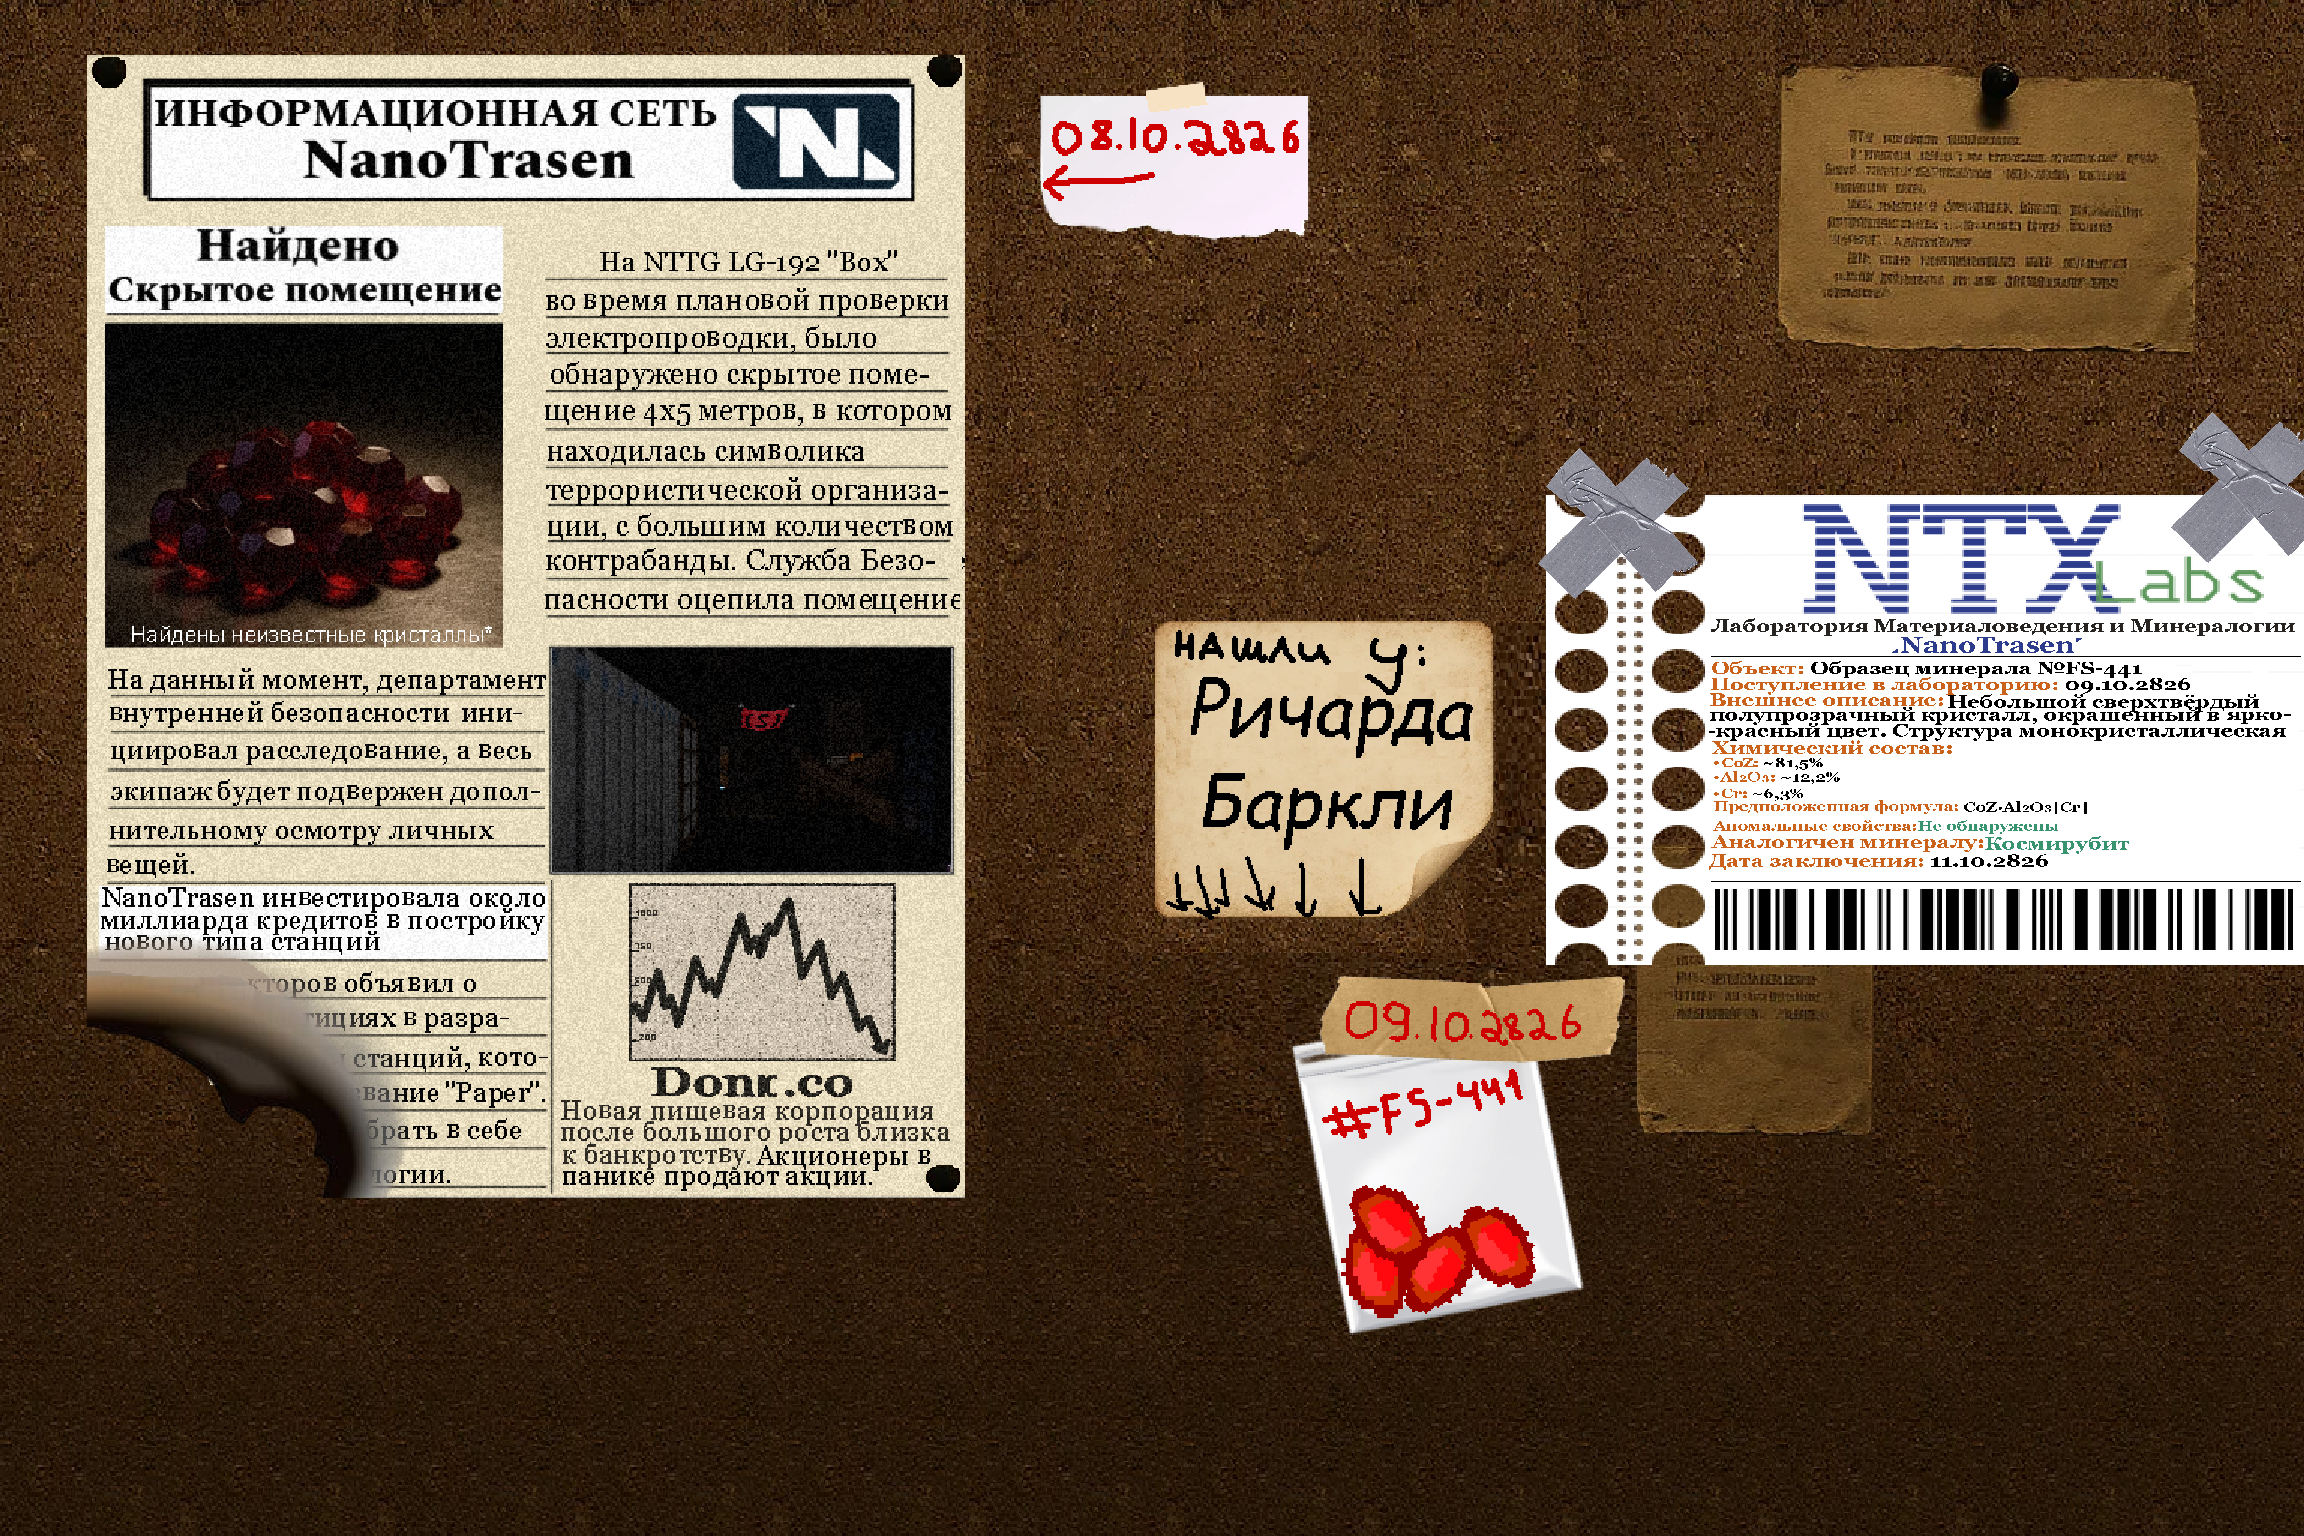 ИНФОРМАЦИОННАЯ СЕТЬ
NanoTrasen
N
Найдено
Скрытое помещение
Найдены неизвестные кристаллы*
На NTTG LG-192 "Box"
во время плановой проверки
электропроводки, было
обнаружено скрытое поме-
щение 4x5 метров, в котором
находилась символика
террористической организа-
ции, с большим количеством
контрабанды. Служба Безо-
пасности оцепила помещение
На данный момент, департамент
внутренней безопасности ини-
циировал расследование, а весь
экипаж будет подвержен допол-
нительному осмотру личных
вещей.
NanoTrasen инвестировала около
миллиарда кредитов в постройку
нового типа станций
кторов объявил о
тициях в разра-
станций, кото-
вание "Paper".
брать в себе
логии.
Donk.co
Новая пищевая корпорация
после большого роста близка
к банкротству. Акционеры в
панике продают акции.
08.10.2826
НАШЛИ У:
Ричарда
Баркли
NTX Labs
Лаборатория Материаловедения и Минералогии
"NanoTrasen"
Объект: Образец минерала №FS-441
Поступление в лабораторию: 09.10.2826
Внешнее описание: Небольшой сверхтвёрдый
полупрозрачный кристалл, окрашенный в ярко-
-красный цвет. Структура монокристаллическая
Химический состав:
•CoZ: ~81,5%
•Al2O3: ~12,2%
•Cr: ~6,3%
Предположенная формула: CoZ·Al2O3[Cr]
Аномальные свойства:Не обнаружены
Аналогичен минералу:Космирубит
Дата заключения: 11.10.2826
09.10.2826
#FS-441